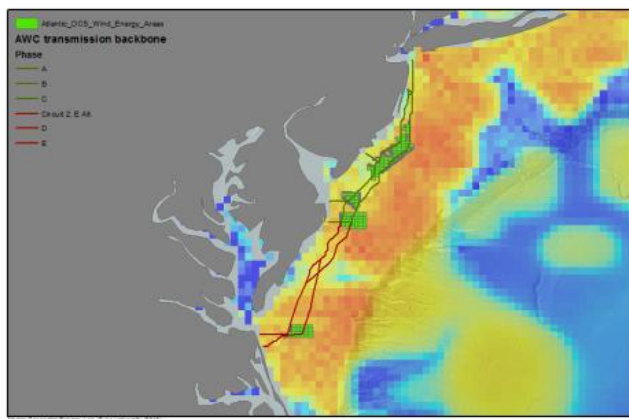 Atlantic_OCS_Wind_Energy_Areas
AWC transmission backbone
Phase
A
B
C
Circuit 2, E Alt
D
E